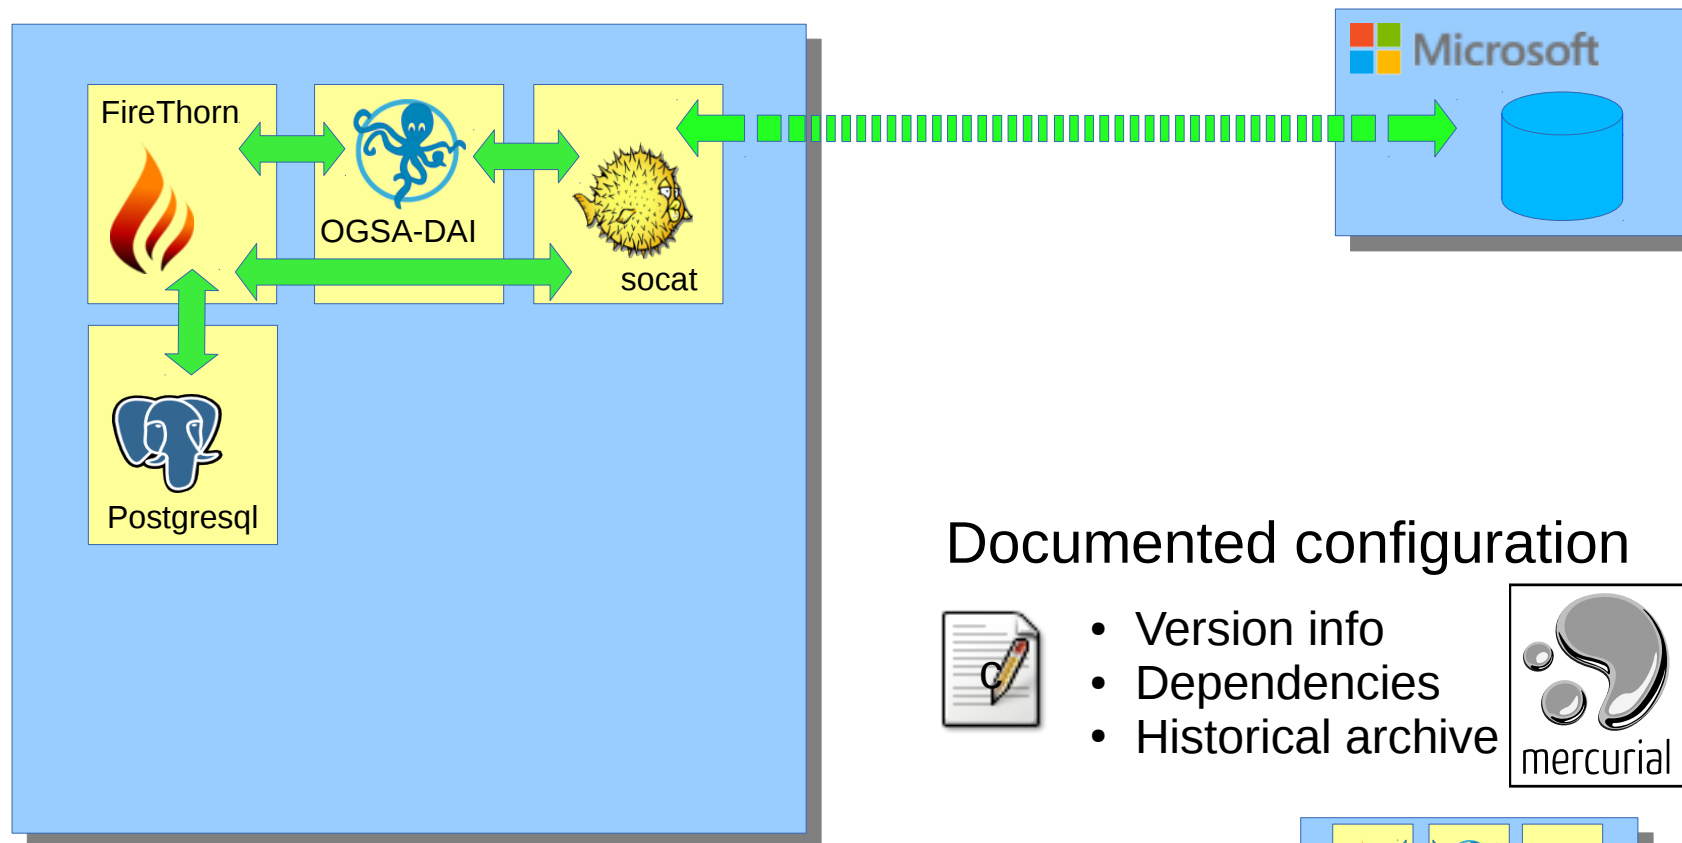 FireThorn
OGSA-DAI
socat
Postgresql
Microsoft
Documented configuration
c
• Version info
• Dependencies
• Historical archive
mercurial